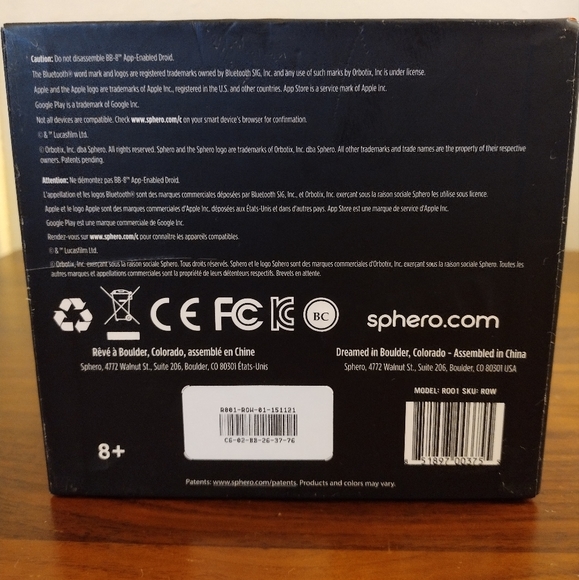 Caution: Do not disassemble BB-8™ App-Enabled Droid.
The Bluetooth® word mark and logos are registered trademarks owned by Bluetooth SIG, Inc. and any use of such marks by Orbotix, Inc is under license.
Apple and the Apple logo are trademarks of Apple Inc., registered in the U.S. and other countries. App Store is a service mark of Apple Inc.
Google Play is a trademark of Google Inc.
Not all devices are compatible. Check www.sphero.com/c on your smart device's browser for confirmation.
© & ™ Lucasfilm Ltd.
© Orbotix, Inc. dba Sphero. All rights reserved. Sphero and the Sphero logo are trademarks of Orbotix, Inc. dba Sphero. All other trademarks and trade names are the property of their respective
owners. Patents pending.
Attention: Ne démontez pas BB-8™ App-Enabled Droid.
L'appellation et les logos Bluetooth® sont des marques commerciales déposées par Bluetooth SIG, Inc., et Orbotix, Inc. exerçant sous la raison sociale Sphero les utilise sous licence.
Apple et le logo Apple sont des marques commerciales d'Apple Inc. déposées aux États-Unis et dans d'autres pays. App Store est une marque de service d'Apple Inc.
Google Play est une marque commerciale de Google Inc.
Rendez-vous sur www.sphero.com/c pour connaître les appareils compatibles.
© & ™ Lucasfilm Ltd.
© Orbotix, Inc. exerçant sous la raison sociale Sphero. Tous droits réservés. Sphero et le logo Sphero sont des marques commerciales d'Orbotix, Inc. exerçant sous la raison sociale Sphero. Toutes les
autres marques et appellations commerciales sont la propriété de leurs détenteurs respectifs. Brevets en attente.
CE FC KC BC sphero.com
Rêvé à Boulder, Colorado, assemblé en Chine
Sphero, 4772 Walnut St., Suite 206, Boulder, CO 80301 États-Unis
Dreamed in Boulder, Colorado - Assembled in China
Sphero, 4772 Walnut St., Suite 206, Boulder, CO 80301 USA
MODEL: R001 SKU: ROW
R001-ROW-01-151121
C6-02-BB-26-37-76
8+
51897 00375
Patents: www.sphero.com/patents. Products and colors may vary.